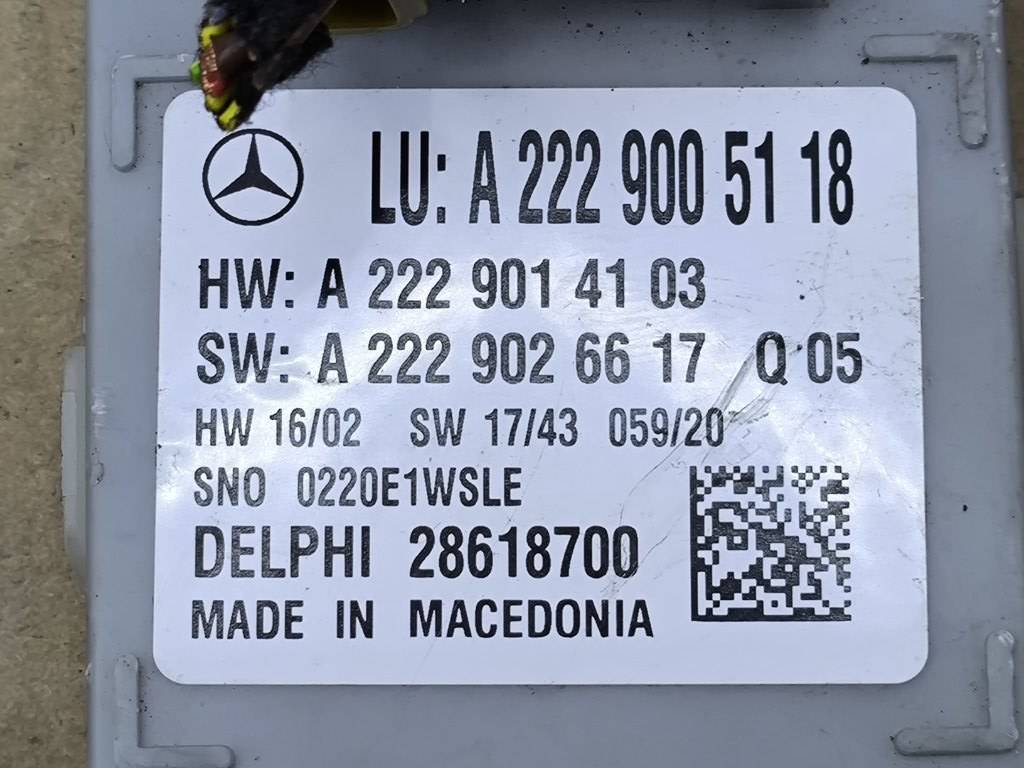 LU: A 222 900 51 18
HW: A 222 901 41 03
SW: A 222 902 66 17 Q 05
HW 16/02 SW 17/43 059/20
SNO 0220E1WSLE
DELPHI 28618700
MADE IN MACEDONIA